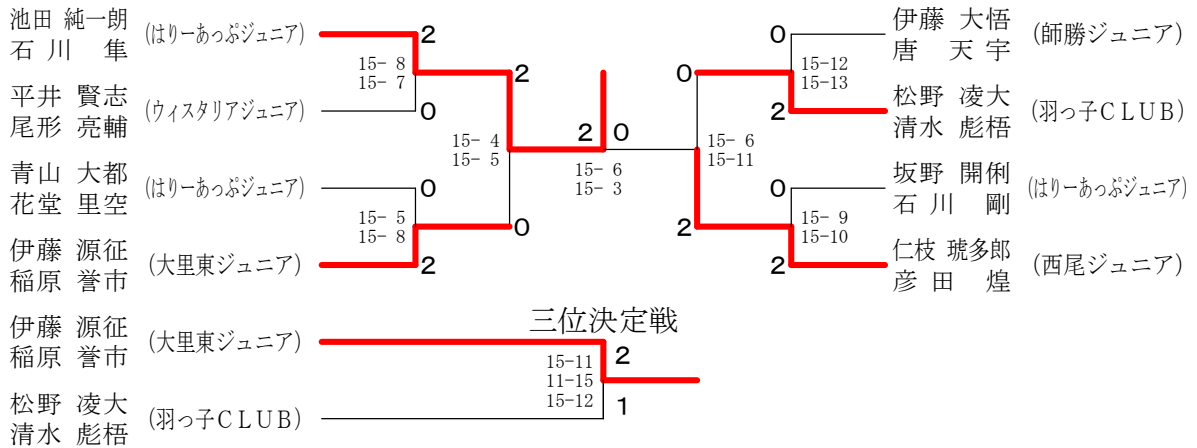 池田 純一朗
石川 隼
(はりーあっぷジュニア)
2
15- 8
15- 7
平井 賢志
尾形 亮輔
(ウィスタリアジュニア)
0
2
15- 4
15- 5
青山 大都
花堂 里空
(はりーあっぷジュニア)
0
15- 5
15- 8
0
伊藤 源征
稲原 誉市
(大里東ジュニア)
2
2 0
15- 6
15- 3
0
伊藤 大悟
唐 天宇
(師勝ジュニア)
0
15-12
15-13
松野 凌大
清水 彪梧
(羽っ子CLUB)
2
15- 6
15-11
坂野 開俐
石川 剛
(はりーあっぷジュニア)
0
15- 9
15-10
2
仁枝 琥多郎
彦田 煌
(西尾ジュニア)
2
三位決定戦
伊藤 源征
稲原 誉市
(大里東ジュニア)
2
15-11
11-15
15-12
松野 凌大
清水 彪梧
(羽っ子CLUB)
1